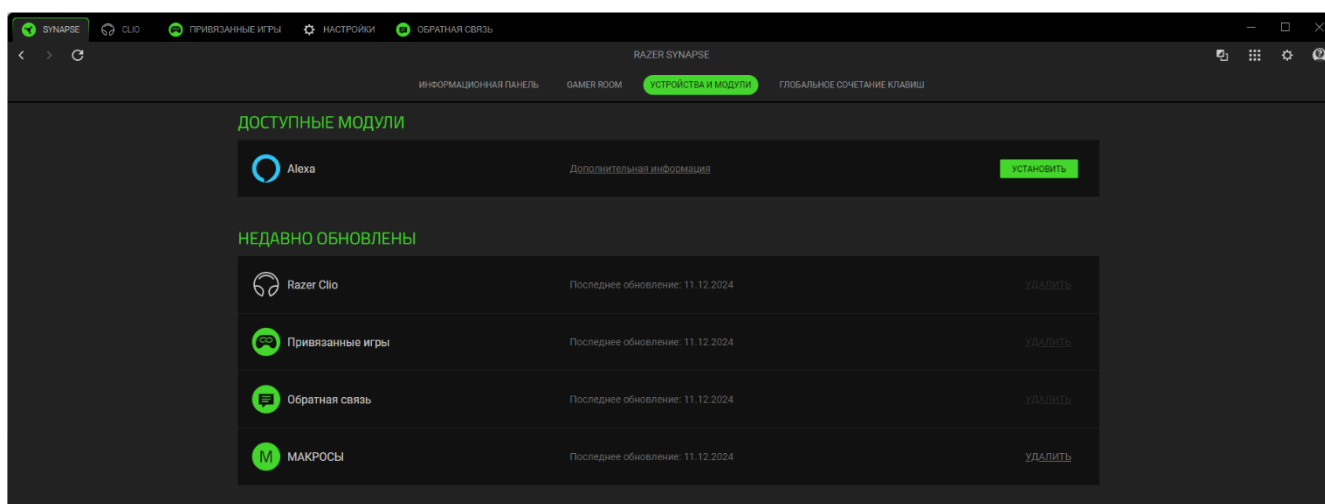 SYNAPSE CLIO ПРИВЯЗАННЫЕ ИГРЫ НАСТРОЙКИ ОБРАТНАЯ СВЯЗЬ
RAZER SYNAPSE
ИНФОРМАЦИОННАЯ ПАНЕЛЬ GAMER ROOM УСТРОЙСТВА И МОДУЛИ ГЛОБАЛЬНОЕ СОЧЕТАНИЕ КЛАВИШ
ДОСТУПНЫЕ МОДУЛИ
Alexa Дополнительная информация УСТАНОВИТЬ
НЕДАВНО ОБНОВЛЕНЫ
Razer Clio Последнее обновление: 11.12.2024 УДАЛИТЬ
Привязанные игры Последнее обновление: 11.12.2024 УДАЛИТЬ
Обратная связь Последнее обновление: 11.12.2024 УДАЛИТЬ
M МАКРОСЫ Последнее обновление: 11.12.2024 УДАЛИТЬ